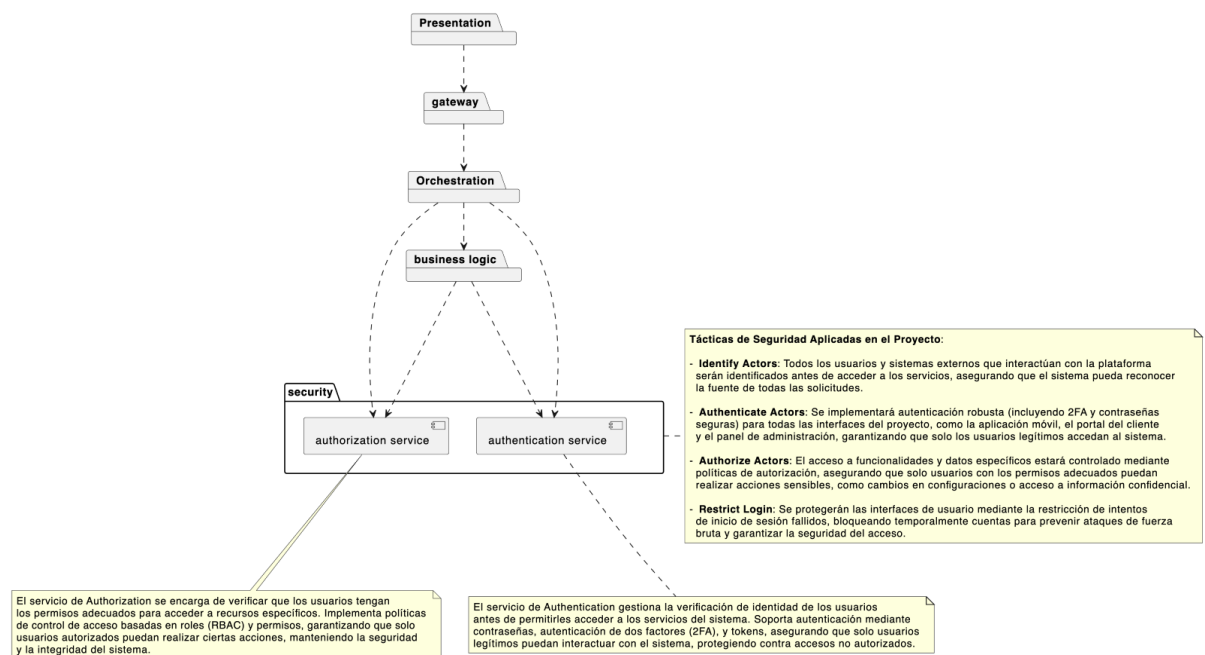 Presentation
gateway
Orchestration
business logic
security
authorization service
authentication service
Tácticas de Seguridad Aplicadas en el Proyecto:
- Identify Actors: Todos los usuarios y sistemas externos que interactúan con la plataforma
serán identificados antes de acceder a los servicios, asegurando que el sistema pueda reconocer
la fuente de todas las solicitudes.
- Authenticate Actors: Se implementará autenticación robusta (incluyendo 2FA y contraseñas
seguras) para todas las interfaces del proyecto, como la aplicación móvil, el portal del cliente
y el panel de administración, garantizando que solo los usuarios legítimos accedan al sistema.
- Authorize Actors: El acceso a funcionalidades y datos específicos estará controlado mediante
políticas de autorización, asegurando que solo usuarios con los permisos adecuados puedan
realizar acciones sensibles, como cambios en configuraciones o acceso a información confidencial.
- Restrict Login: Se protegerán las interfaces de usuario mediante la restricción de intentos
de inicio de sesión fallidos, bloqueando temporalmente cuentas para prevenir ataques de fuerza
bruta y garantizar la seguridad del acceso.
El servicio de Authorization se encarga de verificar que los usuarios tengan
los permisos adecuados para acceder a recursos específicos. Implementa políticas
de control de acceso basadas en roles (RBAC) y permisos, garantizando que solo
usuarios autorizados puedan realizar ciertas acciones, manteniendo la seguridad
y la integridad del sistema.
El servicio de Authentication gestiona la verificación de identidad de los usuarios
antes de permitirles acceder a los servicios del sistema. Soporta autenticación mediante
contraseñas, autenticación de dos factores (2FA), y tokens, asegurando que solo usuarios
legítimos puedan interactuar con el sistema, protegiendo contra accesos no autorizados.